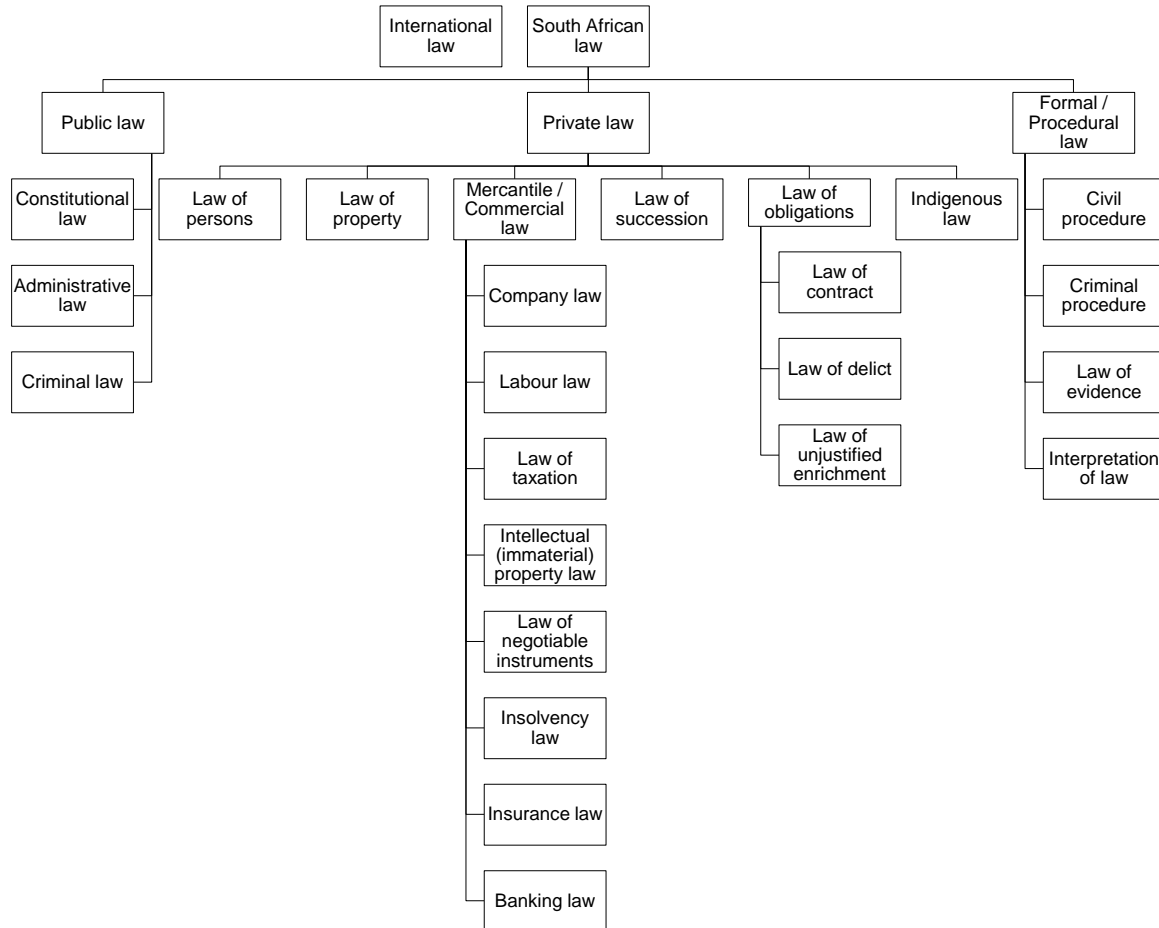 International
law
South African
law
Public law
Private law
Formal /
Procedural
law
Constitutional
law
Administrative
law
Criminal law
Law of
persons
Law of
property
Mercantile /
Commercial
law
Company law
Labour law
Law of
taxation
Intellectual
(immaterial)
property law
Law of
negotiable
instruments
Insolvency
law
Insurance law
Banking law
Law of
succession
Law of
obligations
Law of
contract
Law of delict
Law of
unjustified
enrichment
Indigenous
law
Civil
procedure
Criminal
procedure
Law of
evidence
Interpretation
of law